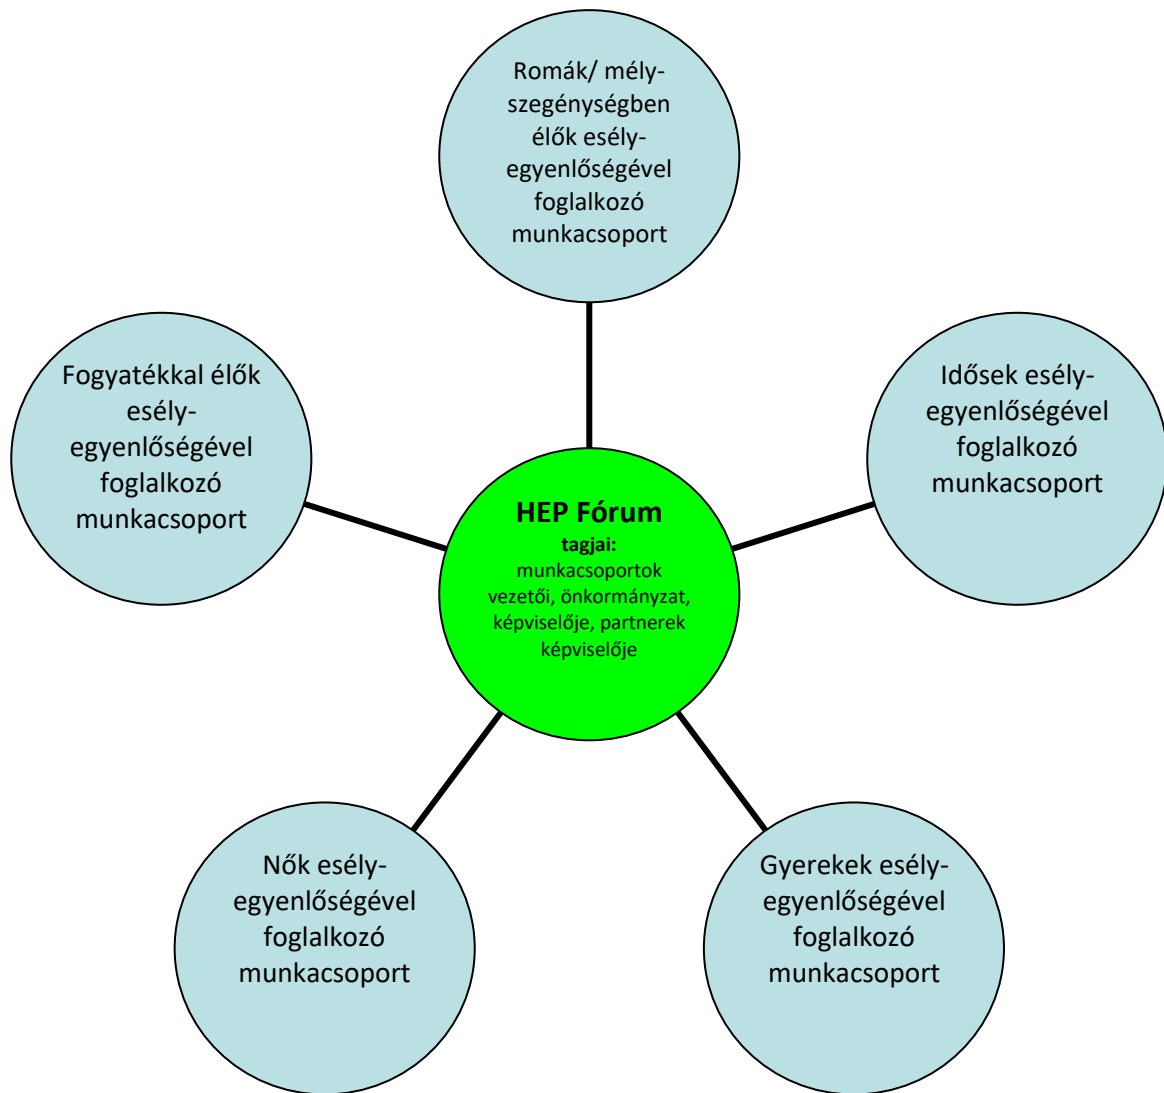 Romák/ mély-
szegénységben
élők esély-
egyenlőségével
foglalkozó
munkacsoport
Fogyatékkal élők
esély-
egyenlőségével
foglalkozó
munkacsoport
Idősek esély-
egyenlőségével
foglalkozó
munkacsoport
HEP Fórum
tagjai:
munkacsoportok
vezetői, önkormányzat,
képviselője, partnerek
képviselője
Nők esély-
egyenlőségével
foglalkozó
munkacsoport
Gyerekek esély-
egyenlőségével
foglalkozó
munkacsoport